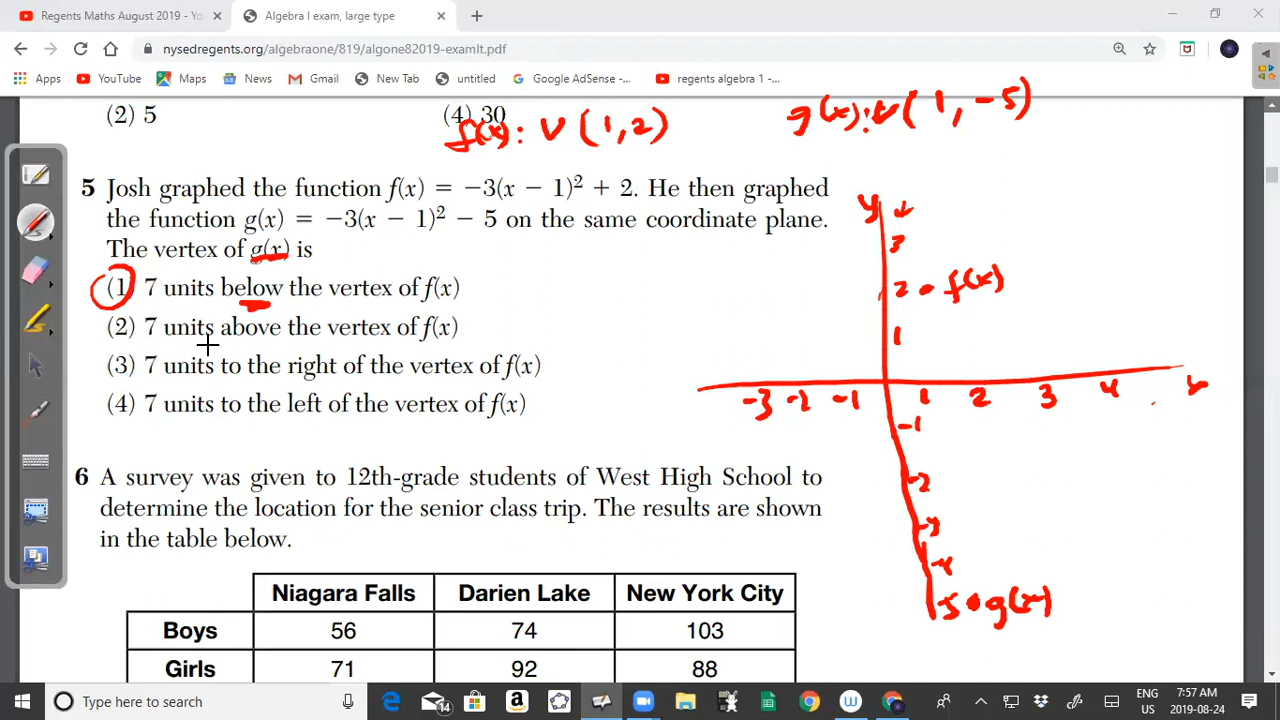 Regents Maths August 2019 - You
Algebra I exam, large type
nysedregents.org/algebraone/819/algone82019-examlt.pdf
Apps YouTube Maps News Gmail New Tab untitled Google AdSense -... regents algebra 1 -...
(2) 5 (4) 30
f(x): V (1,2) g(x): V (1, -5)
5 Josh graphed the function f(x) = −3(x − 1)² + 2. He then graphed
the function g(x) = −3(x − 1)² − 5 on the same coordinate plane.
The vertex of g(x) is
(1) 7 units below the vertex of f(x)
(2) 7 units above the vertex of f(x)
(3) 7 units to the right of the vertex of f(x)
(4) 7 units to the left of the vertex of f(x)
y
3
2 • f(x)
1
-3 -2 -1 1 2 3 4 x
-1
-2
-3
-4
-5 • g(x)
6 A survey was given to 12th-grade students of West High School to
determine the location for the senior class trip. The results are shown
in the table below.
Niagara Falls Darien Lake New York City
Boys 56 74 103
Girls 71 92 88
Type here to search
14
ENG
US
7:57 AM
2019-08-24